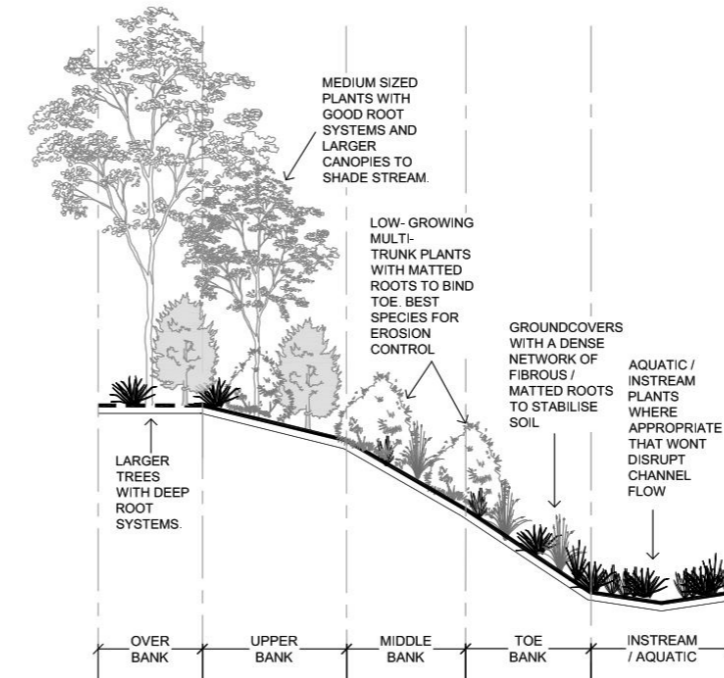 MEDIUM SIZED
PLANTS WITH
GOOD ROOT
SYSTEMS AND
LARGER
CANOPIES TO
SHADE STREAM.
LOW- GROWING
MULTI-
TRUNK PLANTS
WITH MATTED
ROOTS TO BIND
TOE. BEST
SPECIES FOR
EROSION
CONTROL
GROUNDCOVERS
WITH A DENSE
NETWORK OF
FIBROUS /
MATTED ROOTS
TO STABILISE
SOIL
AQUATIC /
INSTREAM
PLANTS
WHERE
APPROPRIATE
THAT WONT
DISRUPT
CHANNEL
FLOW
LARGER
TREES
WITH DEEP
ROOT
SYSTEMS.
OVER
BANK
UPPER
BANK
MIDDLE
BANK
TOE
BANK
INSTREAM
/ AQUATIC